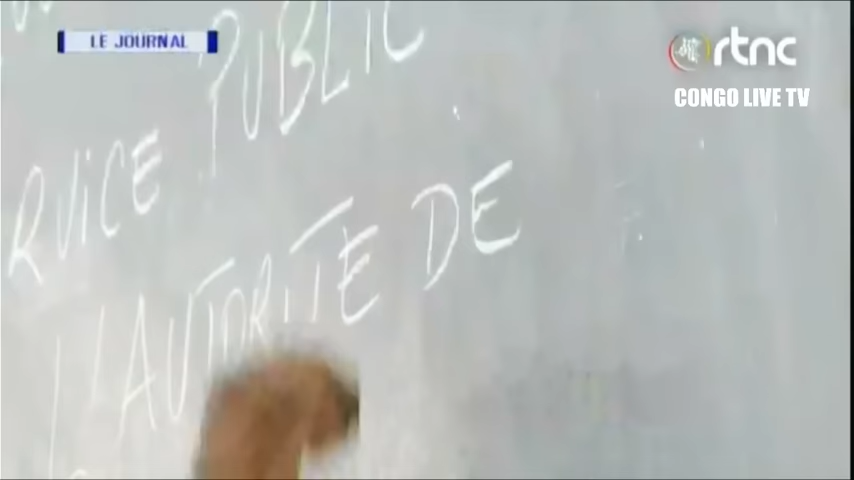 LE JOURNAL
rtnc
CONGO LIVE TV
RVICE PUBLIC
L'AUTORITE DE